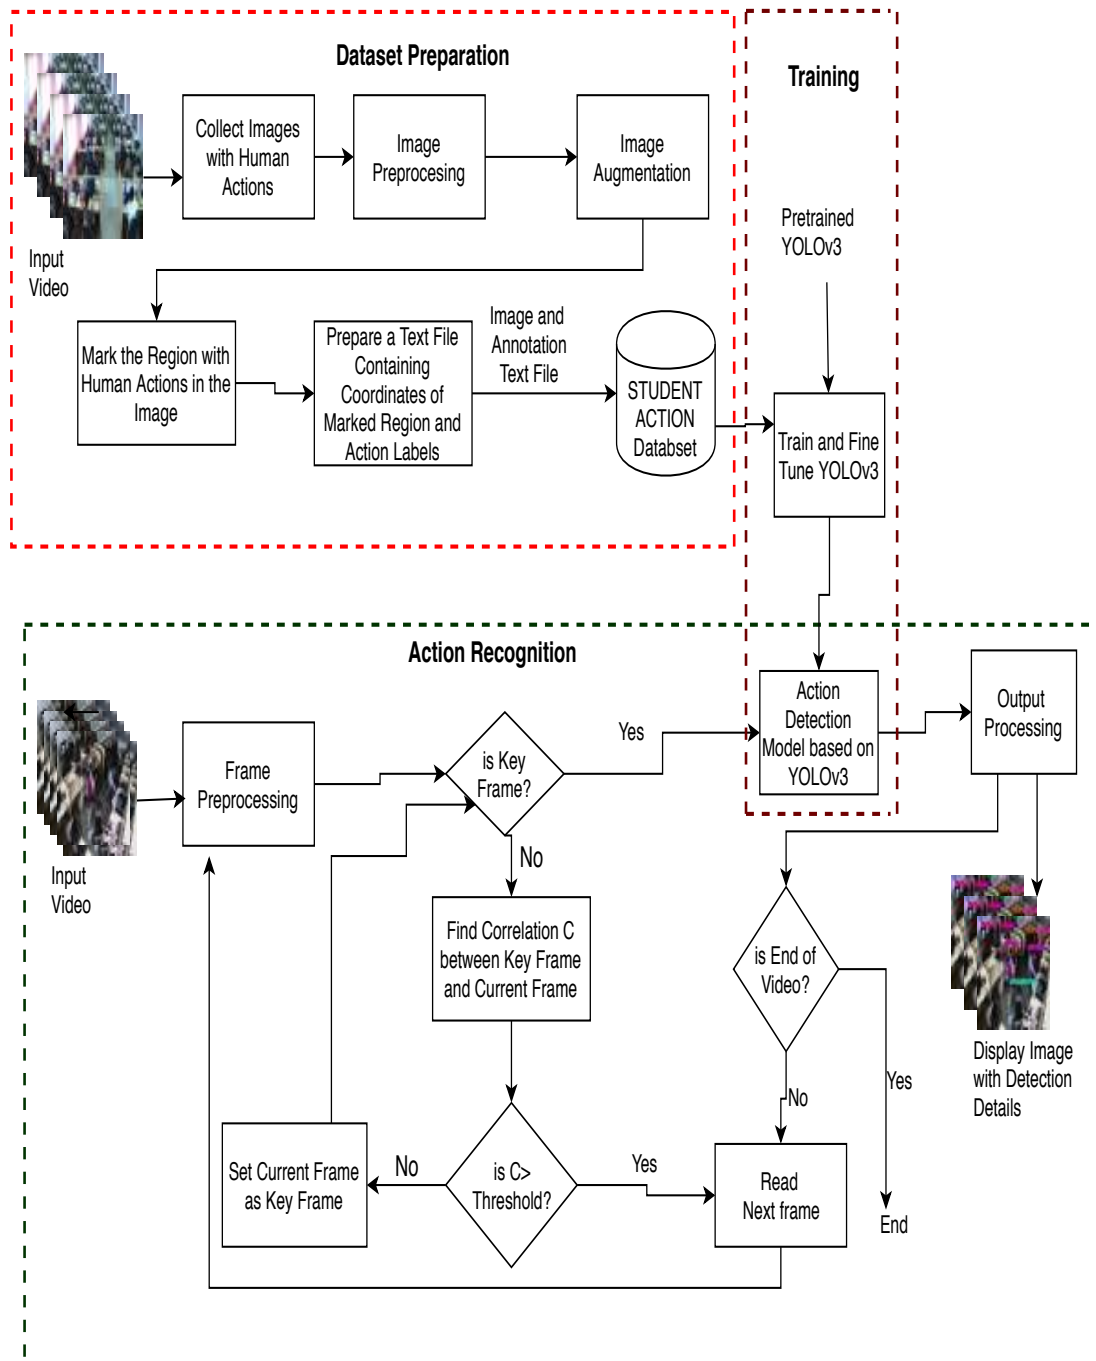 Dataset Preparation
Training
Input
Video
Collect Images
with Human
Actions
Image
Preprocesing
Image
Augmentation
Pretrained
YOLOv3
Mark the Region with
Human Actions in the
Image
Prepare a Text File
Containing
Coordinates of
Marked Region and
Action Labels
Image and
Annotation
Text File
STUDENT
ACTION
Databset
Train and Fine
Tune YOLOv3
Action Recognition
Input
Video
Frame
Preprocessing
is Key
Frame?
Yes
No
Action
Detection
Model based on
YOLOv3
Output
Processing
Find Correlation C
between Key Frame
and Current Frame
is End of
Video?
Display Image
with Detection
Details
Yes
No
Set Current Frame
as Key Frame
No
is C>
Threshold?
Yes
Read
Next frame
End